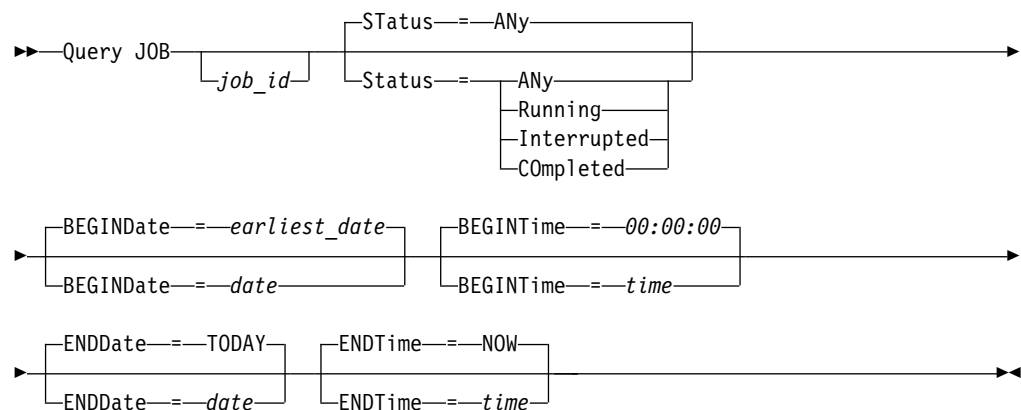 STatus = ANy
Query JOB
job_id
Status = ANy
Running
Interrupted
COmpleted
BEGINDate = earliest_date BEGINTime = 00:00:00
BEGINDate = date BEGINTime = time
ENDDate = TODAY ENDTime = NOW
ENDDate = date ENDTime = time